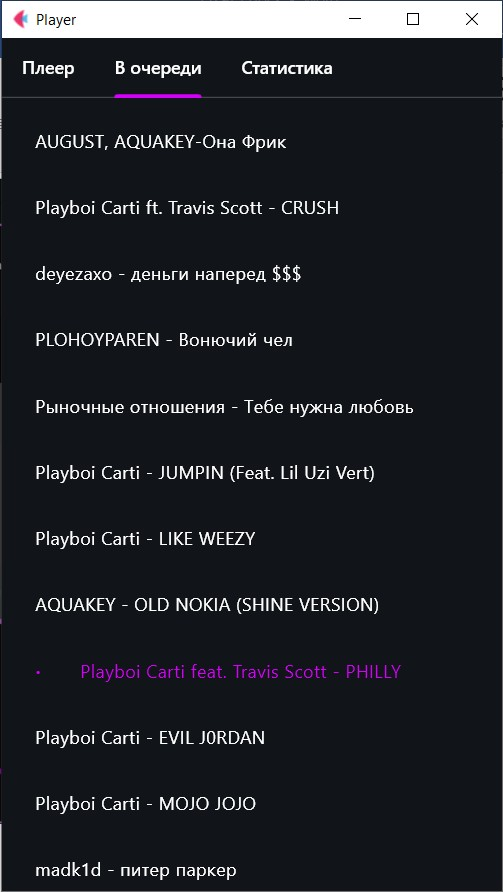 Player
Плеер В очереди Статистика
AUGUST, AQUAKEY-Она Фрик
Playboi Carti ft. Travis Scott - CRUSH
deyezaxo - деньги наперед $$$
PLOHOYPAREN - Вонючий чел
Рыночные отношения - Тебе нужна любовь
Playboi Carti - JUMPIN (Feat. Lil Uzi Vert)
Playboi Carti - LIKE WEEZY
AQUAKEY - OLD NOKIA (SHINE VERSION)
• Playboi Carti feat. Travis Scott - PHILLY
Playboi Carti - EVIL J0RDAN
Playboi Carti - MOJO JOJO
madk1d - питер паркер